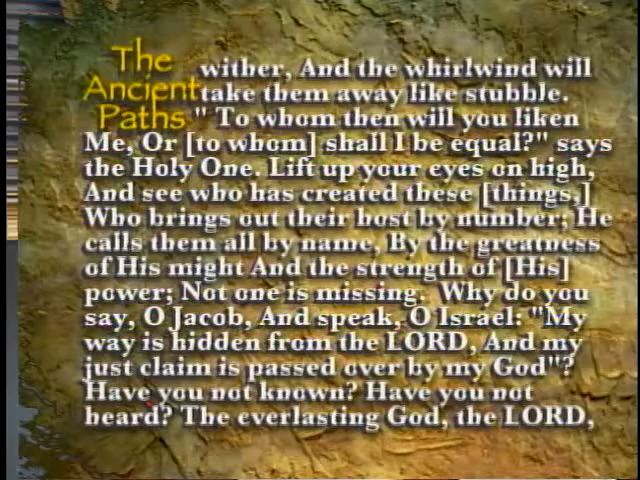 The
Ancient
Paths
wither, And the whirlwind will
take them away like stubble.
" To whom then will you liken
Me, Or [to whom] shall I be equal?" says
the Holy One. Lift up your eyes on high,
And see who has created these [things,]
Who brings out their host by number; He
calls them all by name, By the greatness
of His might And the strength of [His]
power; Not one is missing. Why do you
say, O Jacob, And speak, O Israel: "My
way is hidden from the LORD, And my
just claim is passed over by my God"?
Have you not known? Have you not
heard? The everlasting God, the LORD,